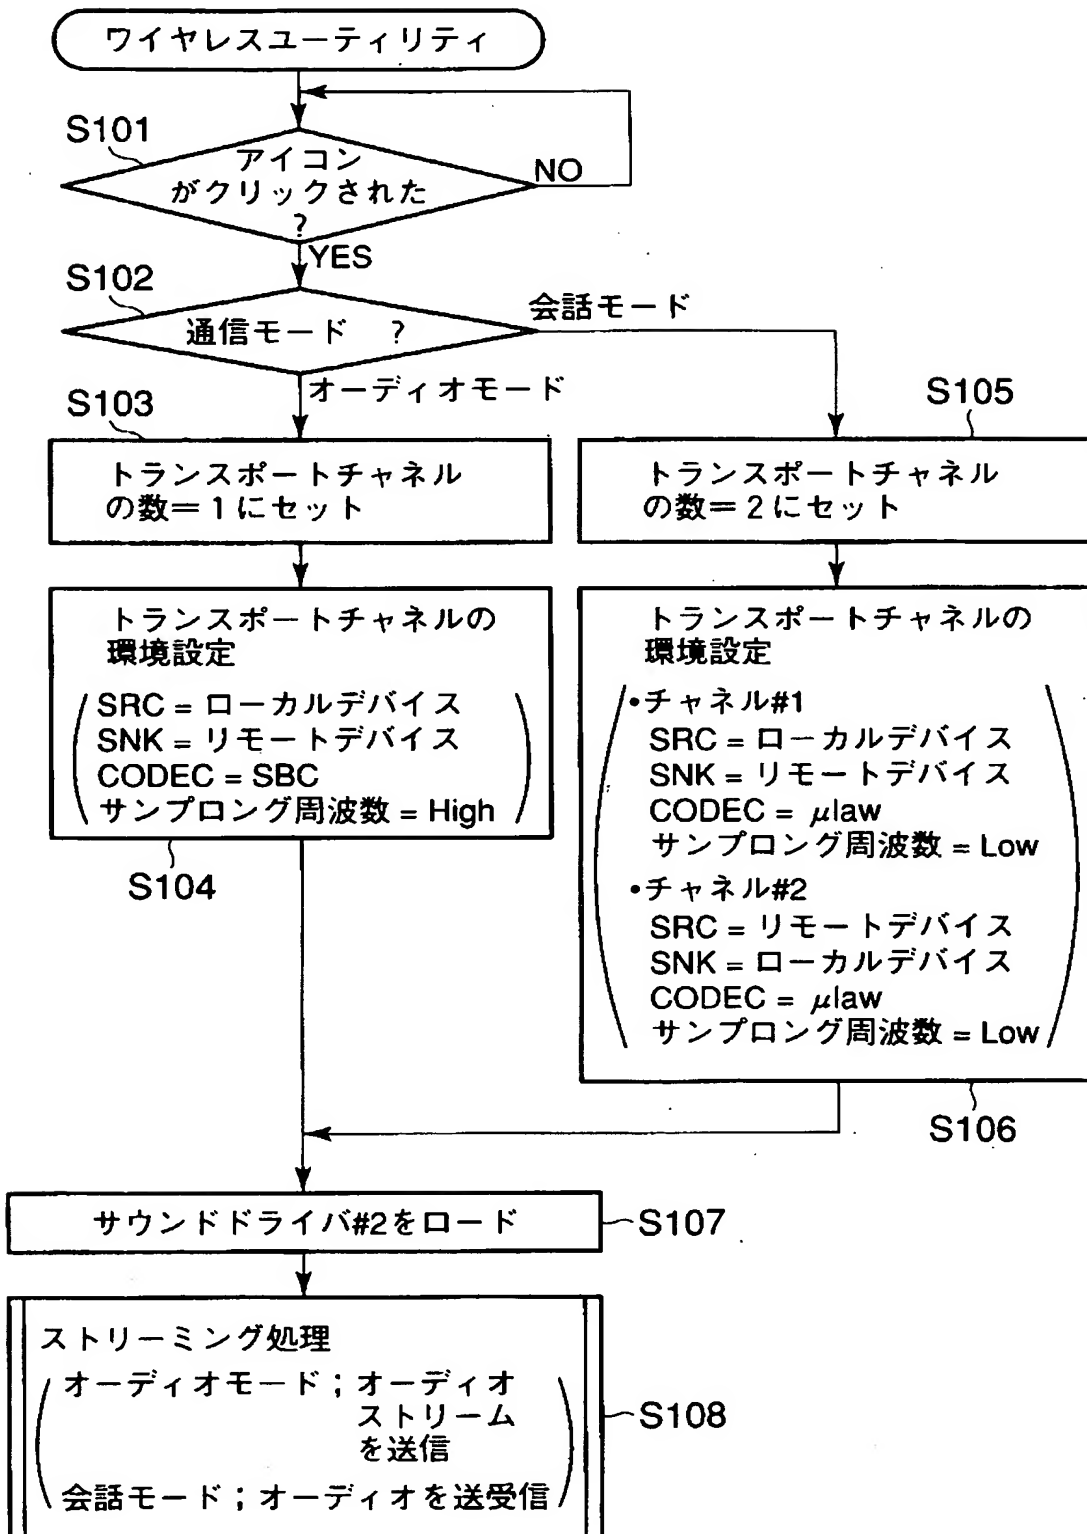 ワイヤレスユーティリティ
S101
アイコン
がクリックされた
?
NO
YES
S102
通信モード ?
会話モード
オーディオモード
S103
トランスポートチャネル
の数=1にセット
S105
トランスポートチャネル
の数=2にセット
トランスポートチャネルの
環境設定
SRC = ローカルデバイス
SNK = リモートデバイス
CODEC = SBC
サンプロング周波数 = High
S104
トランスポートチャネルの
環境設定
•チャネル#1
SRC = ローカルデバイス
SNK = リモートデバイス
CODEC = μlaw
サンプロング周波数 = Low
•チャネル#2
SRC = リモートデバイス
SNK = ローカルデバイス
CODEC = μlaw
サンプロング周波数 = Low
S106
サウンドドライバ#2をロード
S107
ストリーミング処理
オーディオモード;オーディオ
ストリーム
を送信
会話モード;オーディオを送受信
S108